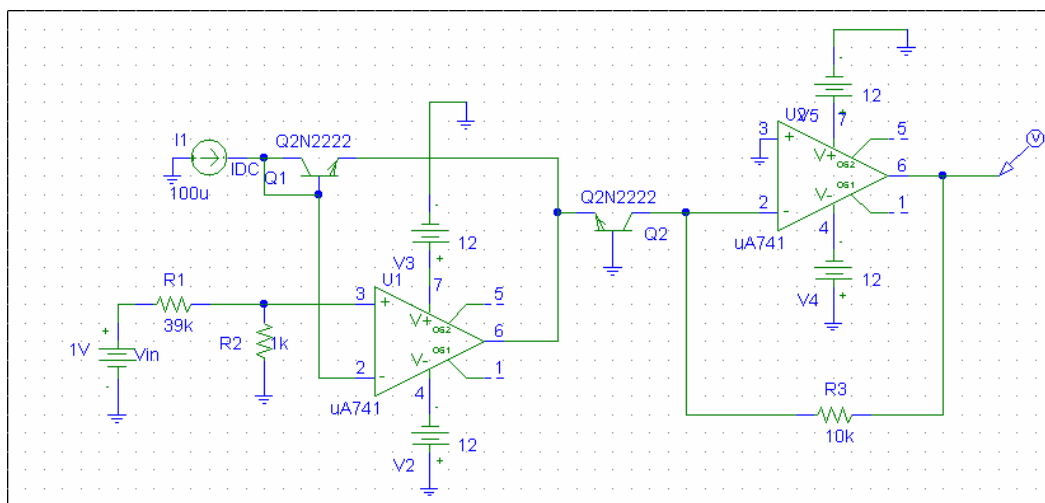 I1
IDC
100u
Q2N2222
Q1
R1
39k
1V
Vin
R2
1k
V3
12
U1
3
+
2
-
7
V+
V-
4
OS2
OS1
5
6
1
uA741
12
V2
Q2N2222
Q2
12
U2
V5
3
+
2
-
7
V+
V-
4
OS2
OS1
5
6
1
uA741
12
V4
R3
10k
V